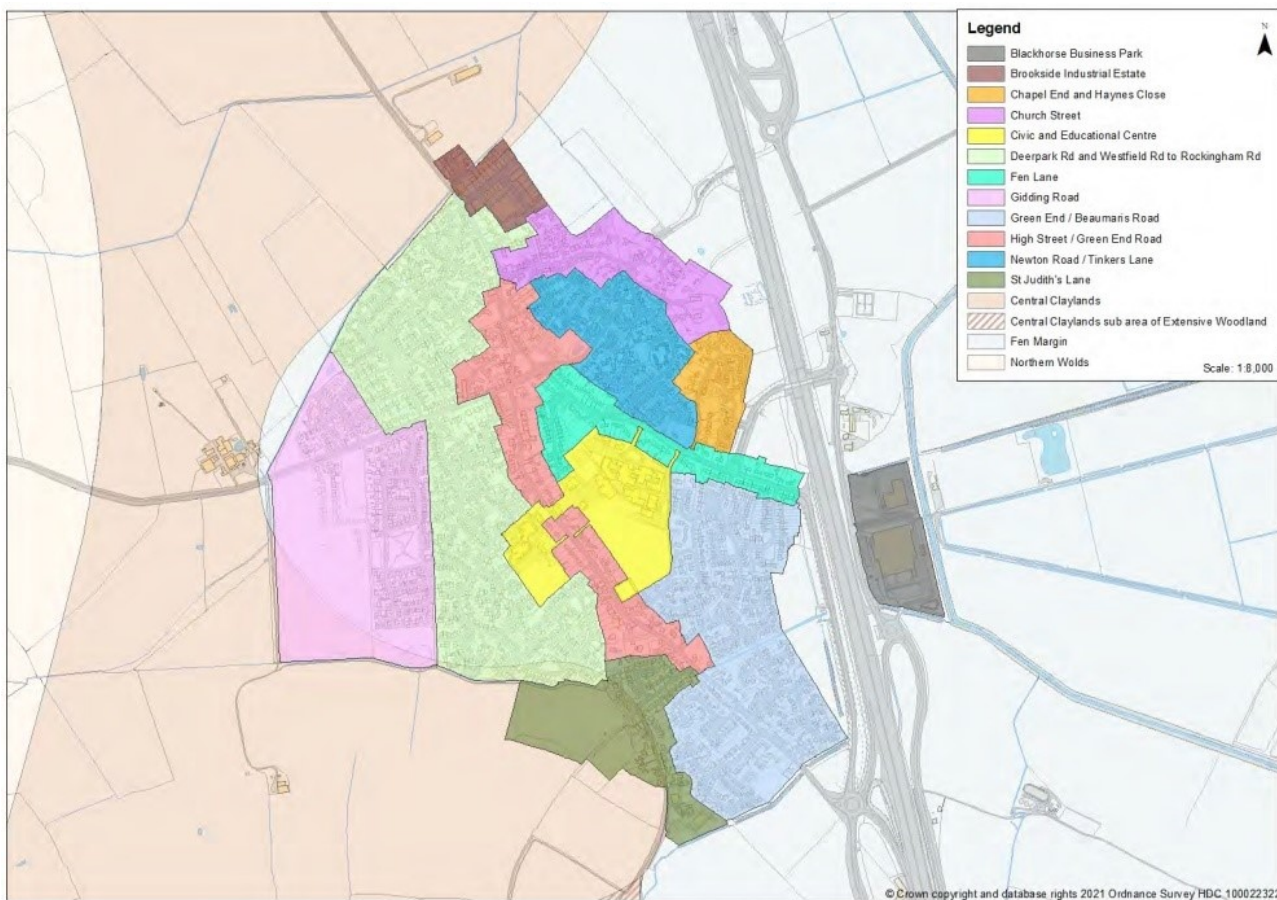 Legend
N
Blackhorse Business Park
Brookside Industrial Estate
Chapel End and Haynes Close
Church Street
Civic and Educational Centre
Deerpark Rd and Westfield Rd to Rockingham Rd
Fen Lane
Gidding Road
Green End / Beaumaris Road
High Street / Green End Road
Newton Road / Tinkers Lane
St Judith's Lane
Central Claylands
Central Claylands sub area of Extensive Woodland
Fen Margin
Northern Wolds
Scale: 1:8,000
© Crown copyright and database rights 2021 Ordnance Survey HDC 100022322